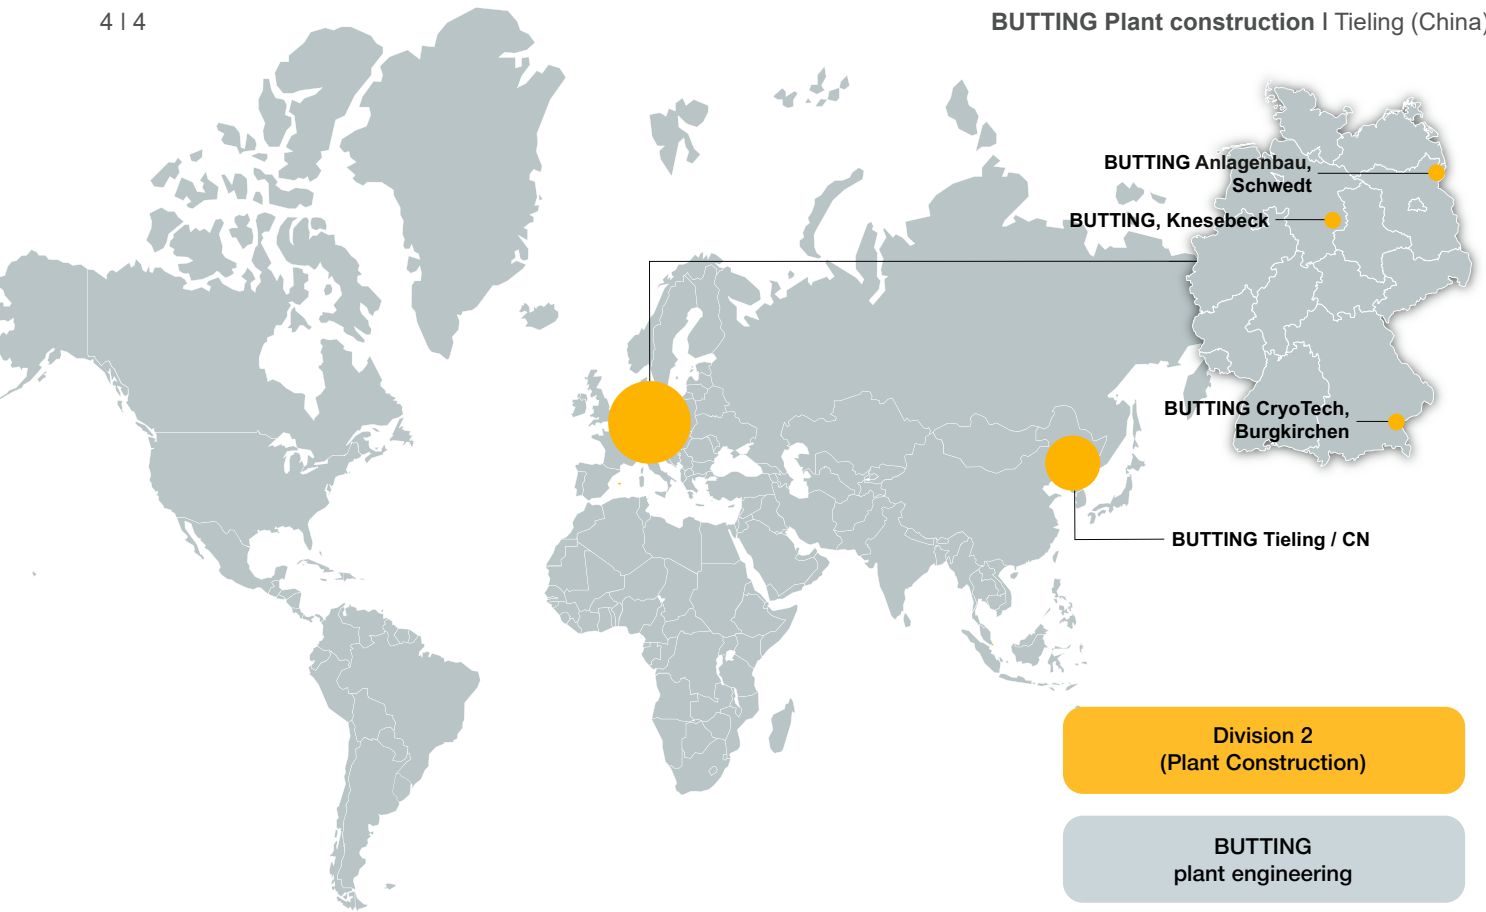 4 | 4
BUTTING Plant construction | Tieling (China)
BUTTING Anlagenbau,
Schwedt
BUTTING, Knesebeck
BUTTING CryoTech,
Burgkirchen
BUTTING Tieling / CN
Division 2
(Plant Construction)
BUTTING
plant engineering